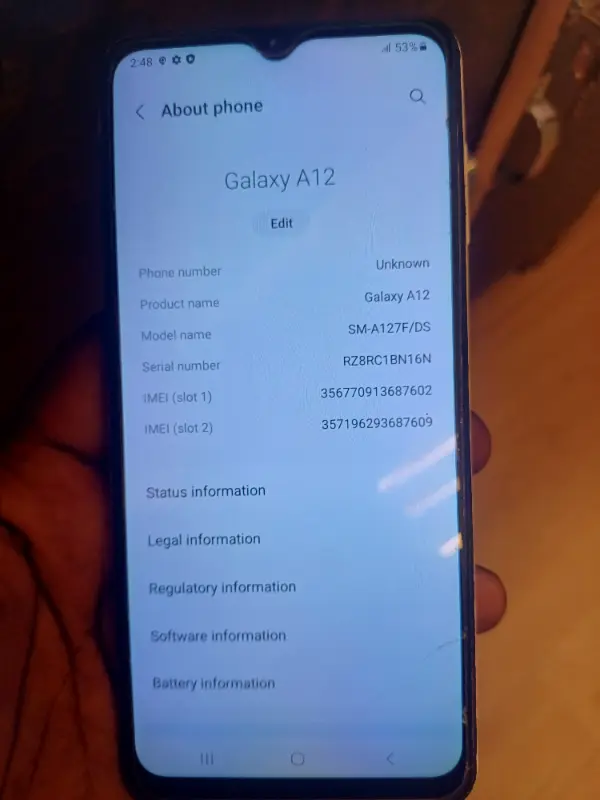 2:48 53%
About phone
Galaxy A12
Edit
Phone number Unknown
Product name Galaxy A12
Model name SM-A127F/DS
Serial number RZ8RC1BN16N
IMEI (slot 1) 356770913687602
IMEI (slot 2) 357196293687609
Status information
Legal information
Regulatory information
Software information
Battery information